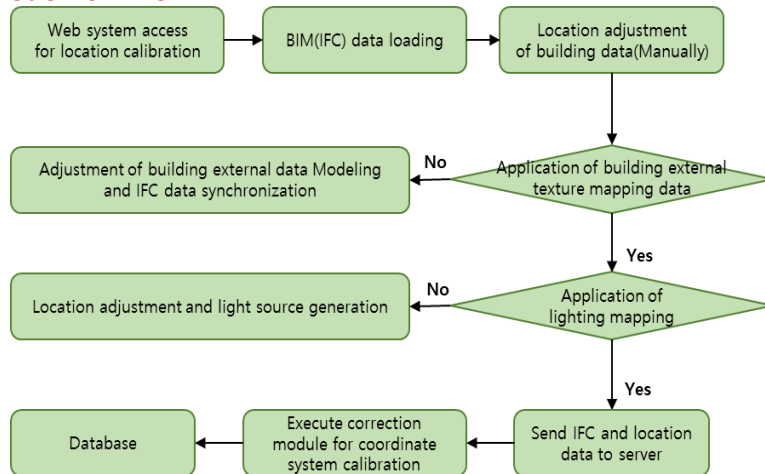 Web system access
for location calibration
BIM(IFC) data loading
Location adjustment
of building data(Manually)
Adjustment of building external data Modeling
and IFC data synchronization
No
Application of building external
texture mapping data
Yes
Location adjustment and light source generation
No
Application of
lighting mapping
Yes
Database
Execute correction
module for coordinate
system calibration
Send IFC and location
data to server